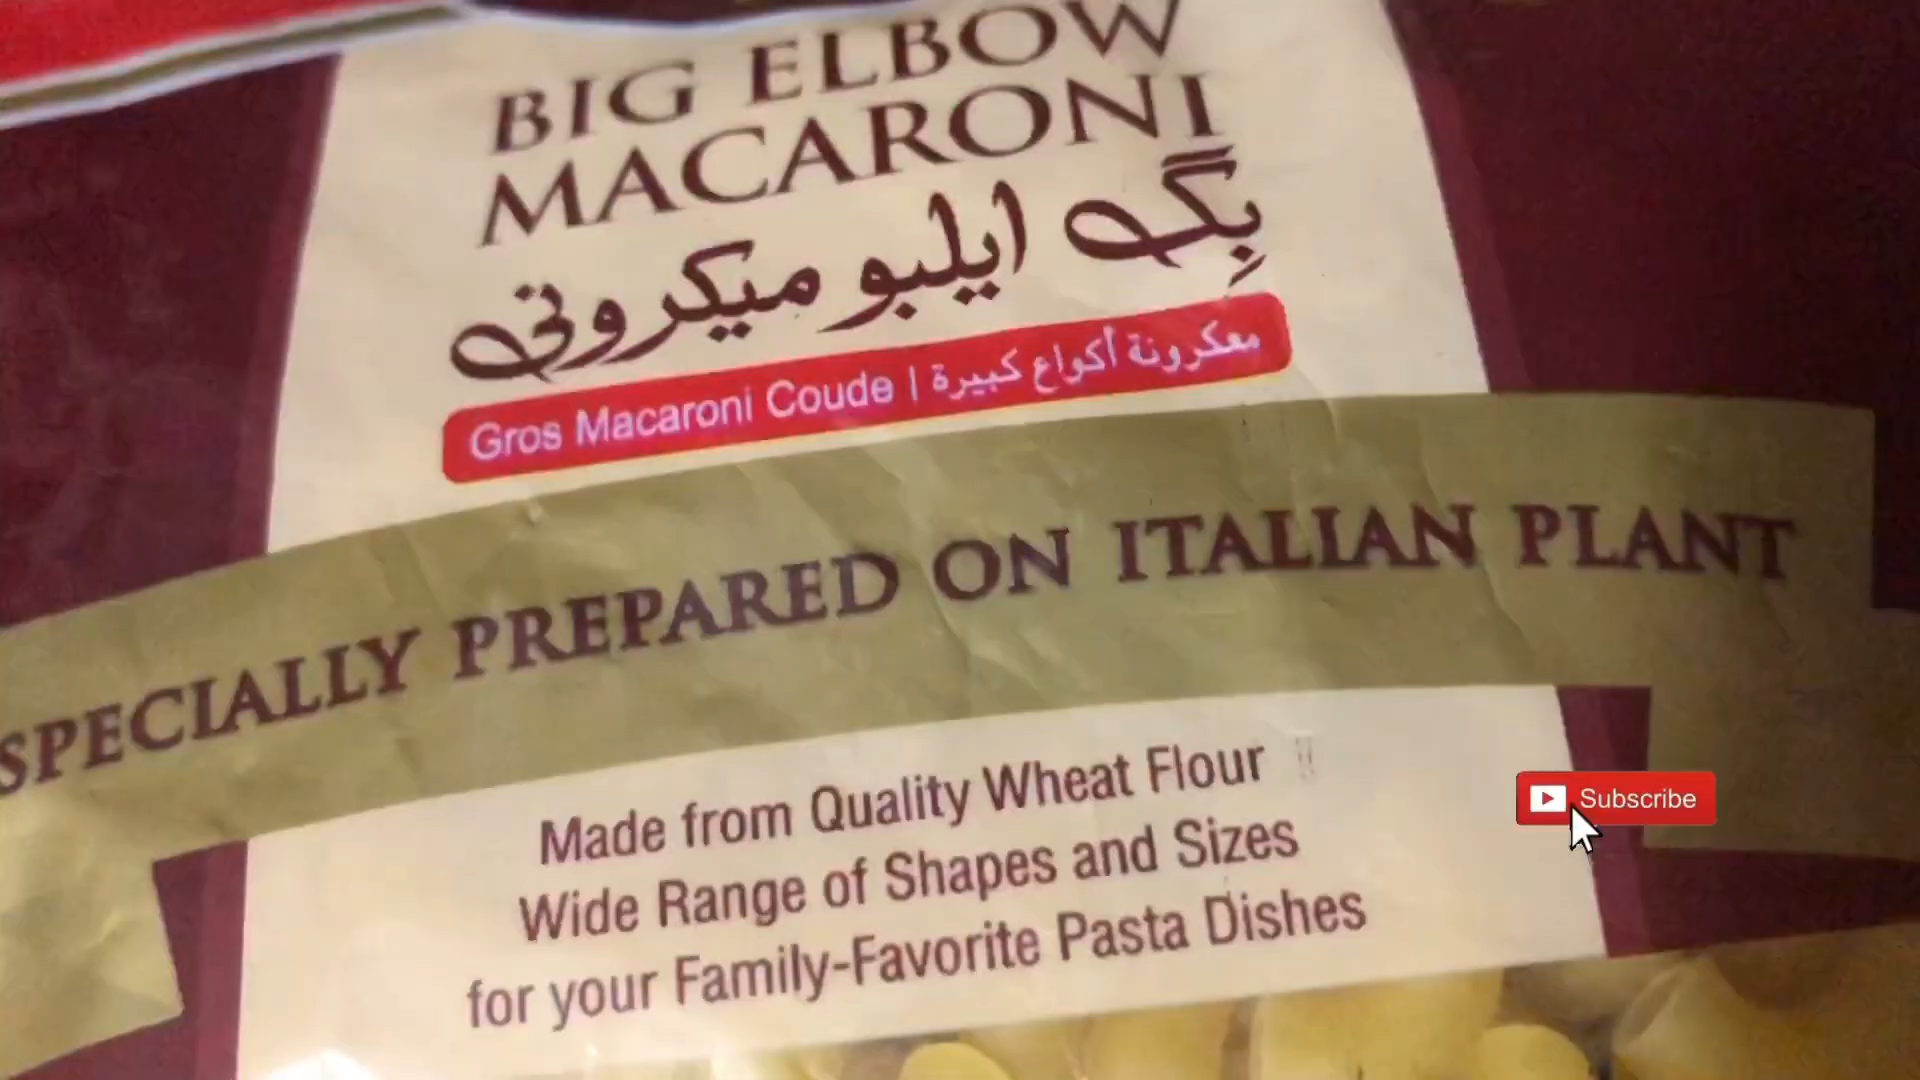 BIG ELBOW
MACARONI
بِگ ایلبو میکرونی
Gros Macaroni Coude | معكرونة أكواع كبيرة
SPECIALLY PREPARED ON ITALIAN PLANT
Made from Quality Wheat Flour
Wide Range of Shapes and Sizes
for your Family-Favorite Pasta Dishes
Subscribe